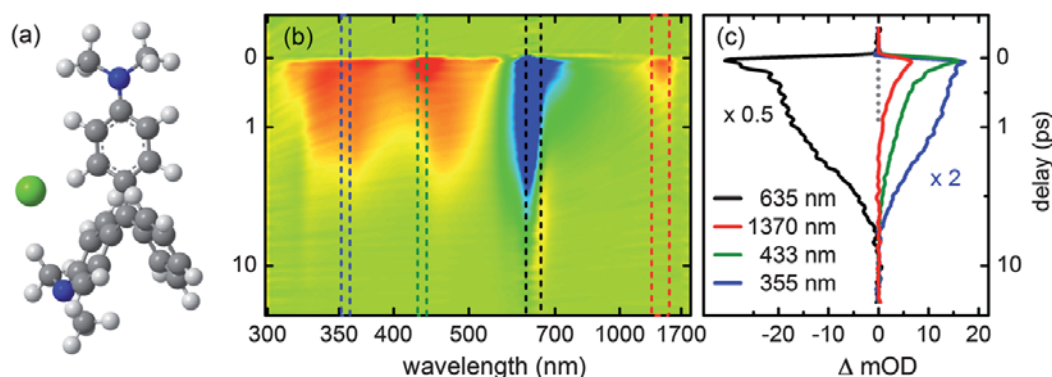 (a)
(b)
(c)
0
1
10
300
400
500
700
1000
1700
wavelength (nm)
x 0.5
x 2
635 nm
1370 nm
433 nm
355 nm
0
1
10
delay (ps)
-20
-10
0
10
20
Δ mOD